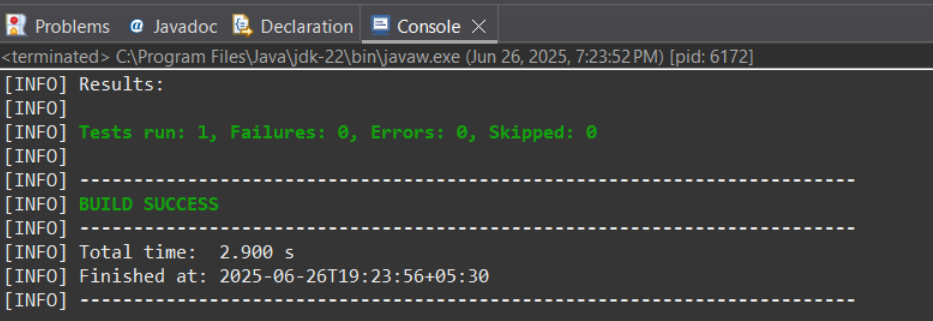 Problems @ Javadoc Declaration Console
<terminated> C:\Program Files\Java\jdk-22\bin\javaw.exe (Jun 26, 2025, 7:23:52 PM) [pid: 6172]
[INFO] Results:
[INFO]
[INFO] Tests run: 1, Failures: 0, Errors: 0, Skipped: 0
[INFO]
[INFO] ------------------------------------------------------------------------
[INFO] BUILD SUCCESS
[INFO] ------------------------------------------------------------------------
[INFO] Total time:  2.900 s
[INFO] Finished at: 2025-06-26T19:23:56+05:30
[INFO] ------------------------------------------------------------------------